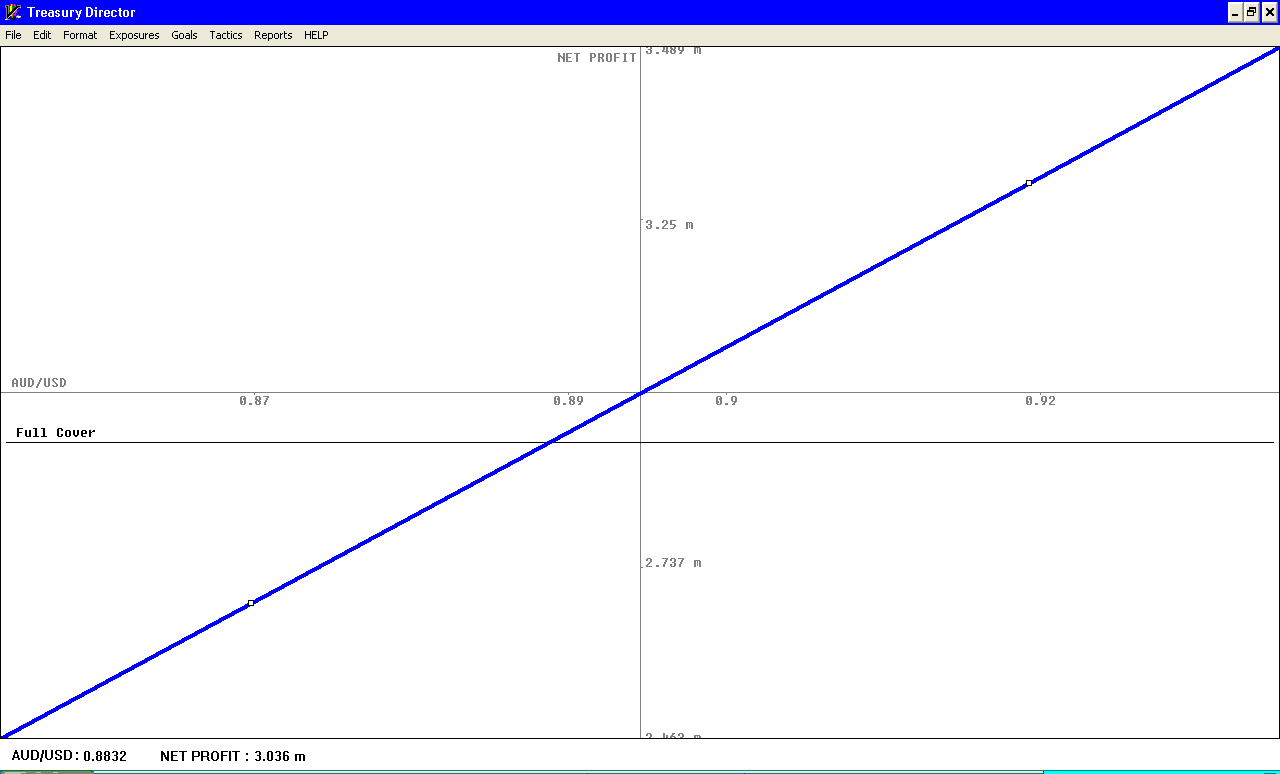 Treasury Director
File Edit Format Exposures Goals Tactics Reports HELP
NET PROFIT 3.489 m
3.25 m
AUD/USD
0.87 0.89 0.9 0.92
Full Cover
2.737 m
AUD/USD : 0.8832 NET PROFIT : 3.036 m